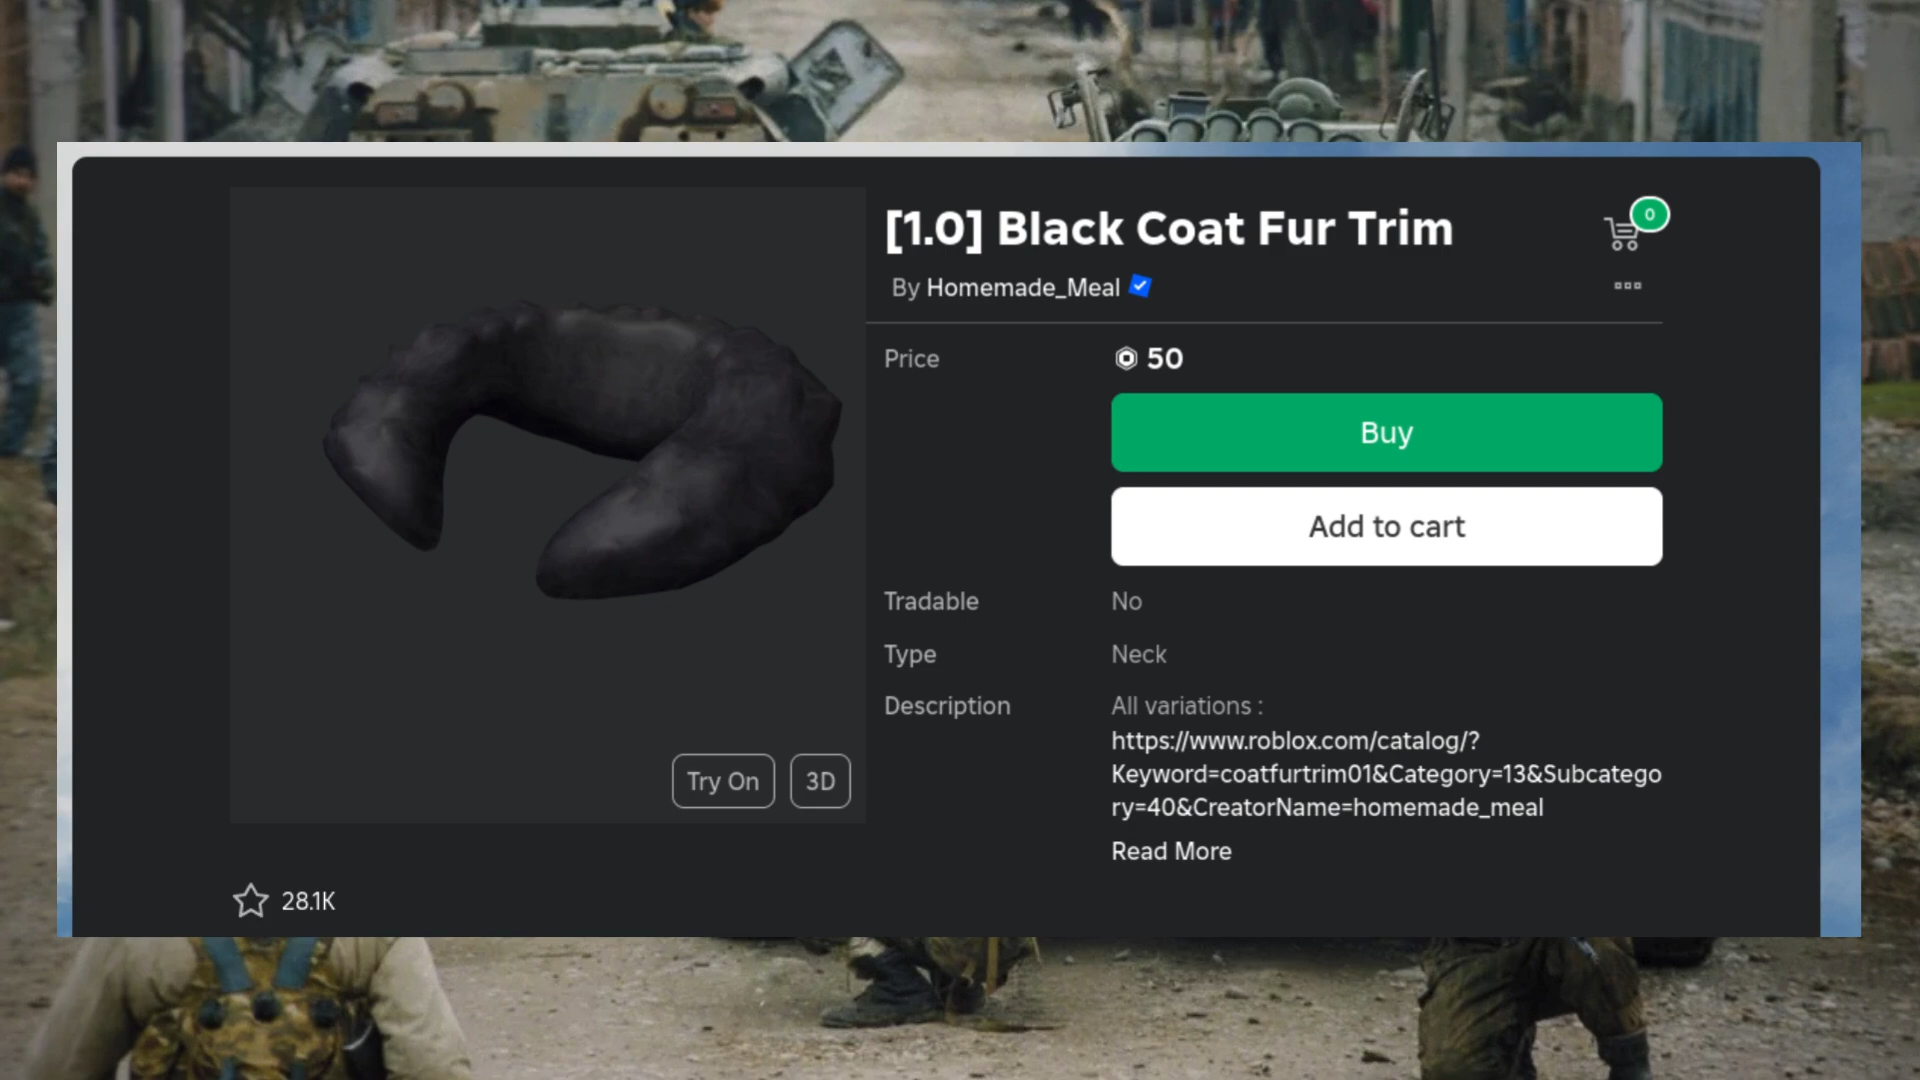 [1.0] Black Coat Fur Trim
0
By Homemade_Meal
Price
50
Buy
Add to cart
Tradable
No
Type
Neck
Description
All variations :
https://www.roblox.com/catalog/?
Keyword=coatfurtrim01&Category=13&Subcatego
ry=40&CreatorName=homemade_meal
Read More
Try On
3D
28.1K